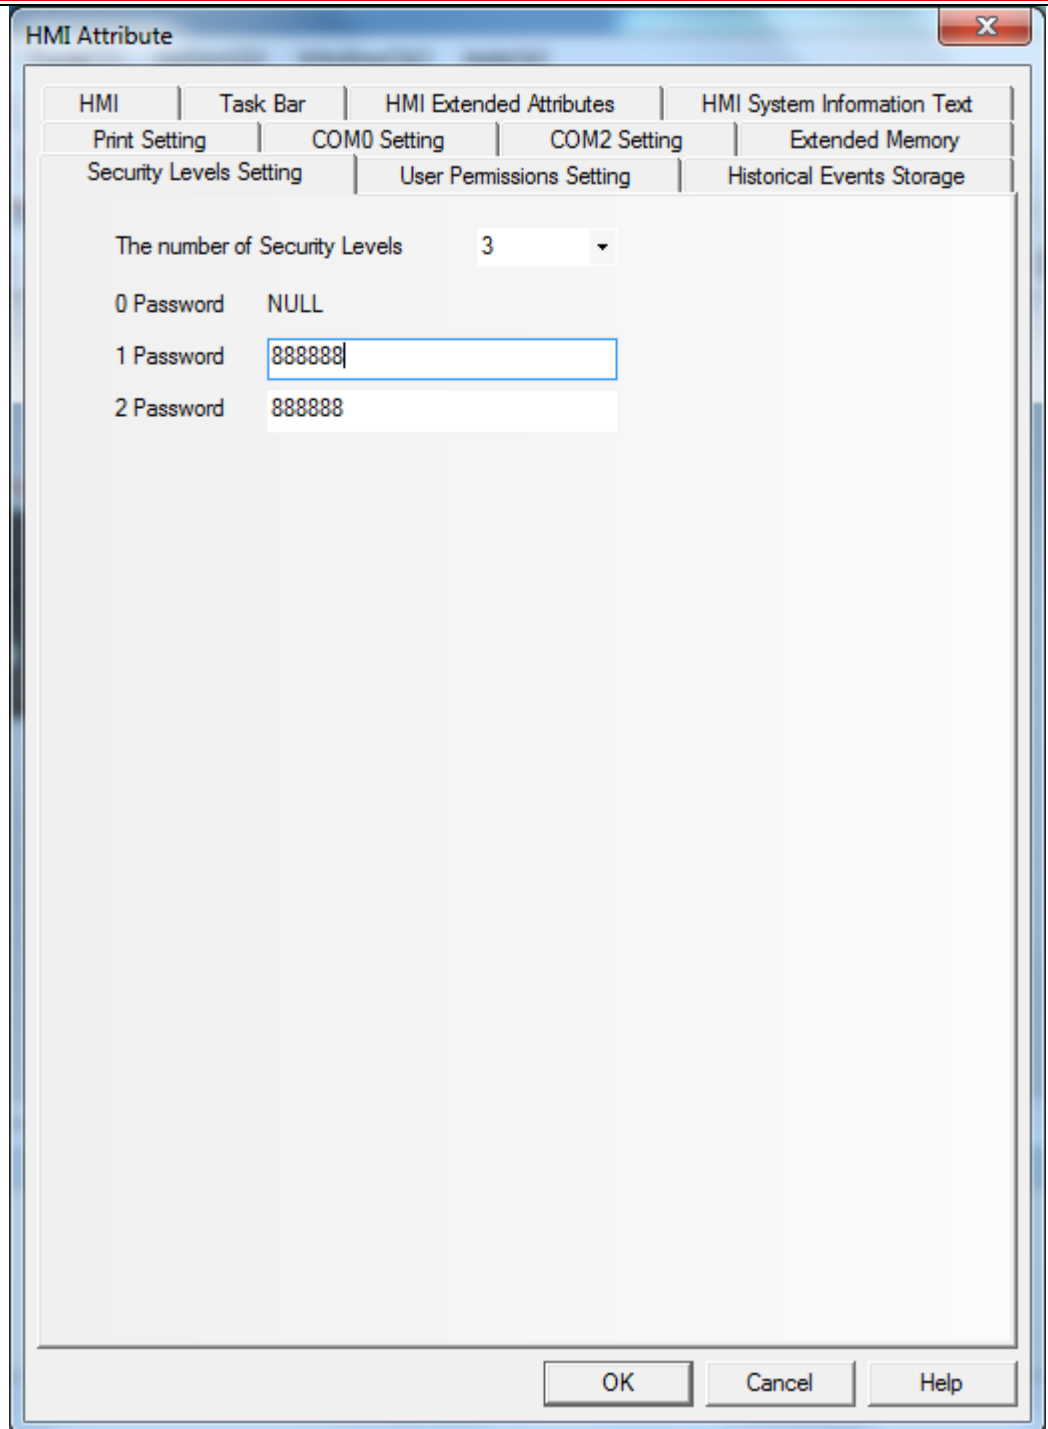 HMI Attribute
HMI Task Bar HMI Extended Attributes HMI System Information Text
Print Setting COM0 Setting COM2 Setting Extended Memory
Security Levels Setting User Permissions Setting Historical Events Storage
The number of Security Levels 3
0 Password NULL
1 Password 888888
2 Password 888888
OK Cancel Help